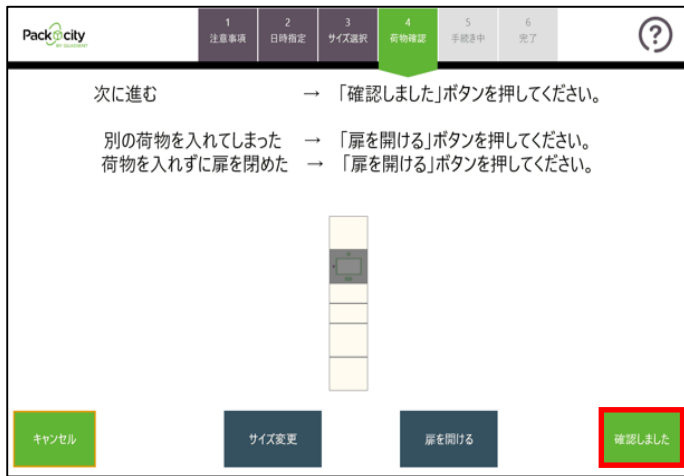 Packcity
BY QUADIENT
1
注意事項
2
日時指定
3
サイズ選択
4
荷物確認
5
手続き中
6
完了
?
次に進む → 「確認しました」ボタンを押してください。
別の荷物を入れてしまった → 「扉を開ける」ボタンを押してください。
荷物を入れずに扉を閉めた → 「扉を開ける」ボタンを押してください。
キャンセル
サイズ変更
扉を開ける
確認しました